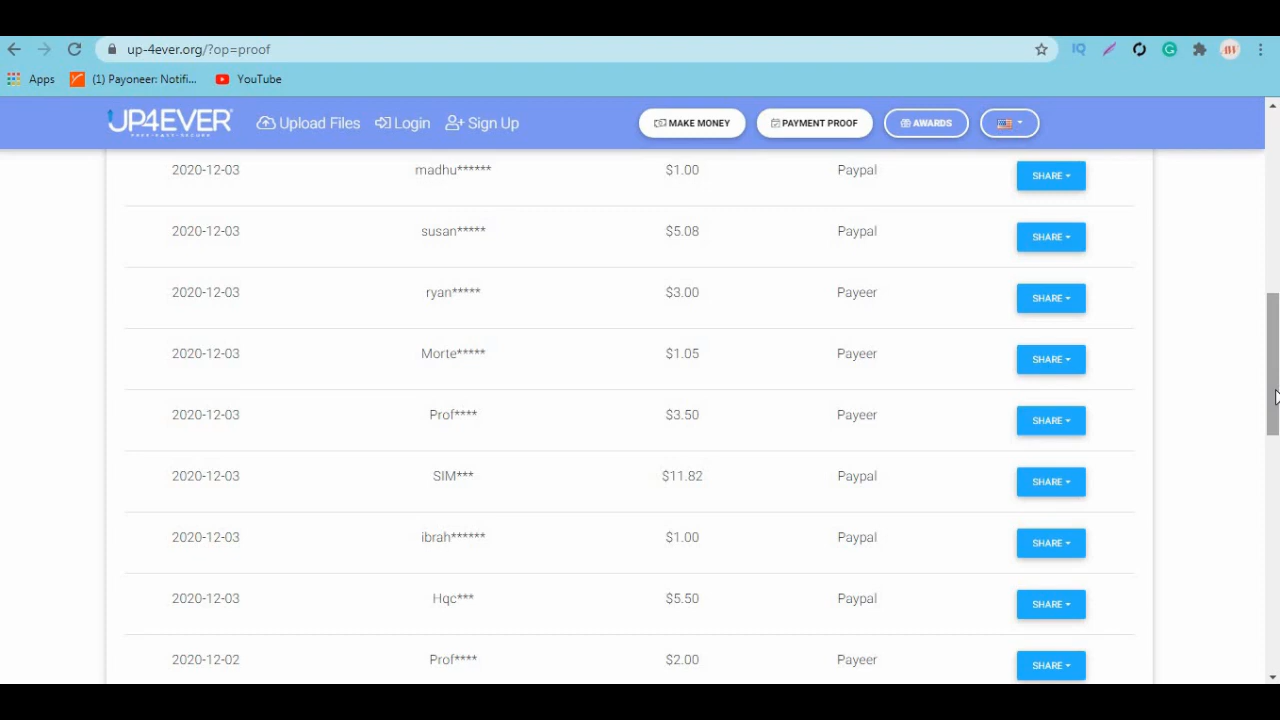 up-4ever.org/?op=proof
Apps (1) Payoneer: Notifi... YouTube
UP4EVER Upload Files Login Sign Up MAKE MONEY PAYMENT PROOF AWARDS
2020-12-03 madhu****** $1.00 Paypal SHARE
2020-12-03 susan***** $5.08 Paypal SHARE
2020-12-03 ryan***** $3.00 Payeer SHARE
2020-12-03 Morte***** $1.05 Payeer SHARE
2020-12-03 Prof**** $3.50 Payeer SHARE
2020-12-03 SIM*** $11.82 Paypal SHARE
2020-12-03 ibrah****** $1.00 Paypal SHARE
2020-12-03 Hqc*** $5.50 Paypal SHARE
2020-12-02 Prof**** $2.00 Payeer SHARE